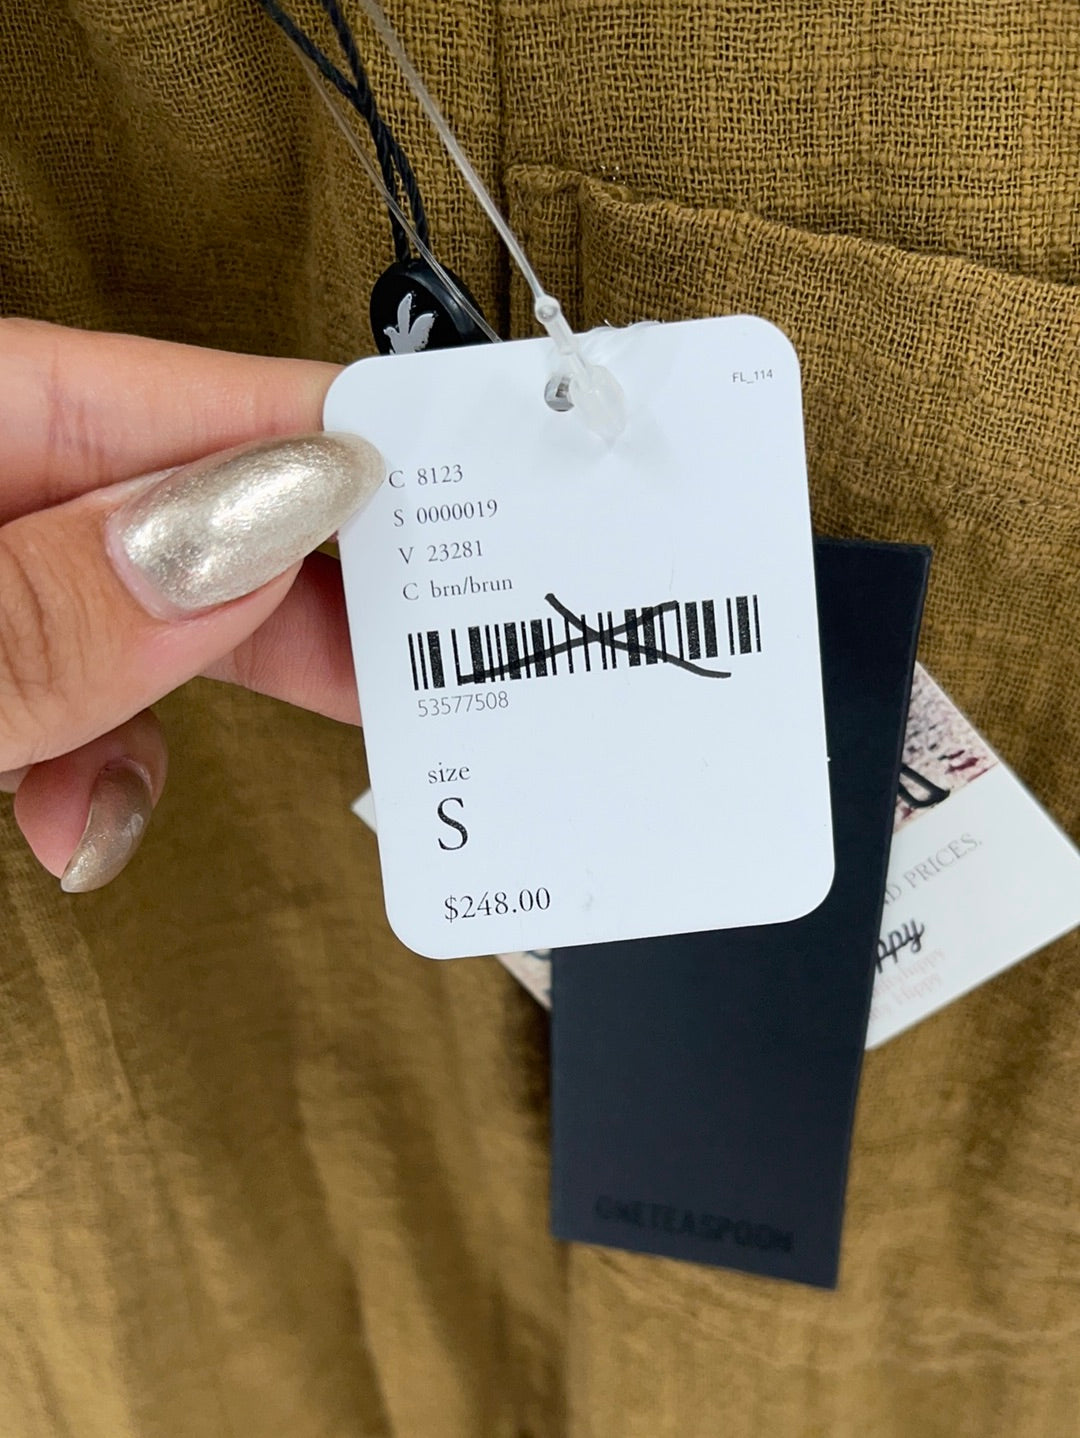 FL_114
C 8123
S 0000019
V 23281
C brn/brun
53577508
size
S
$248.00
PRICES.
ONETEASPOON